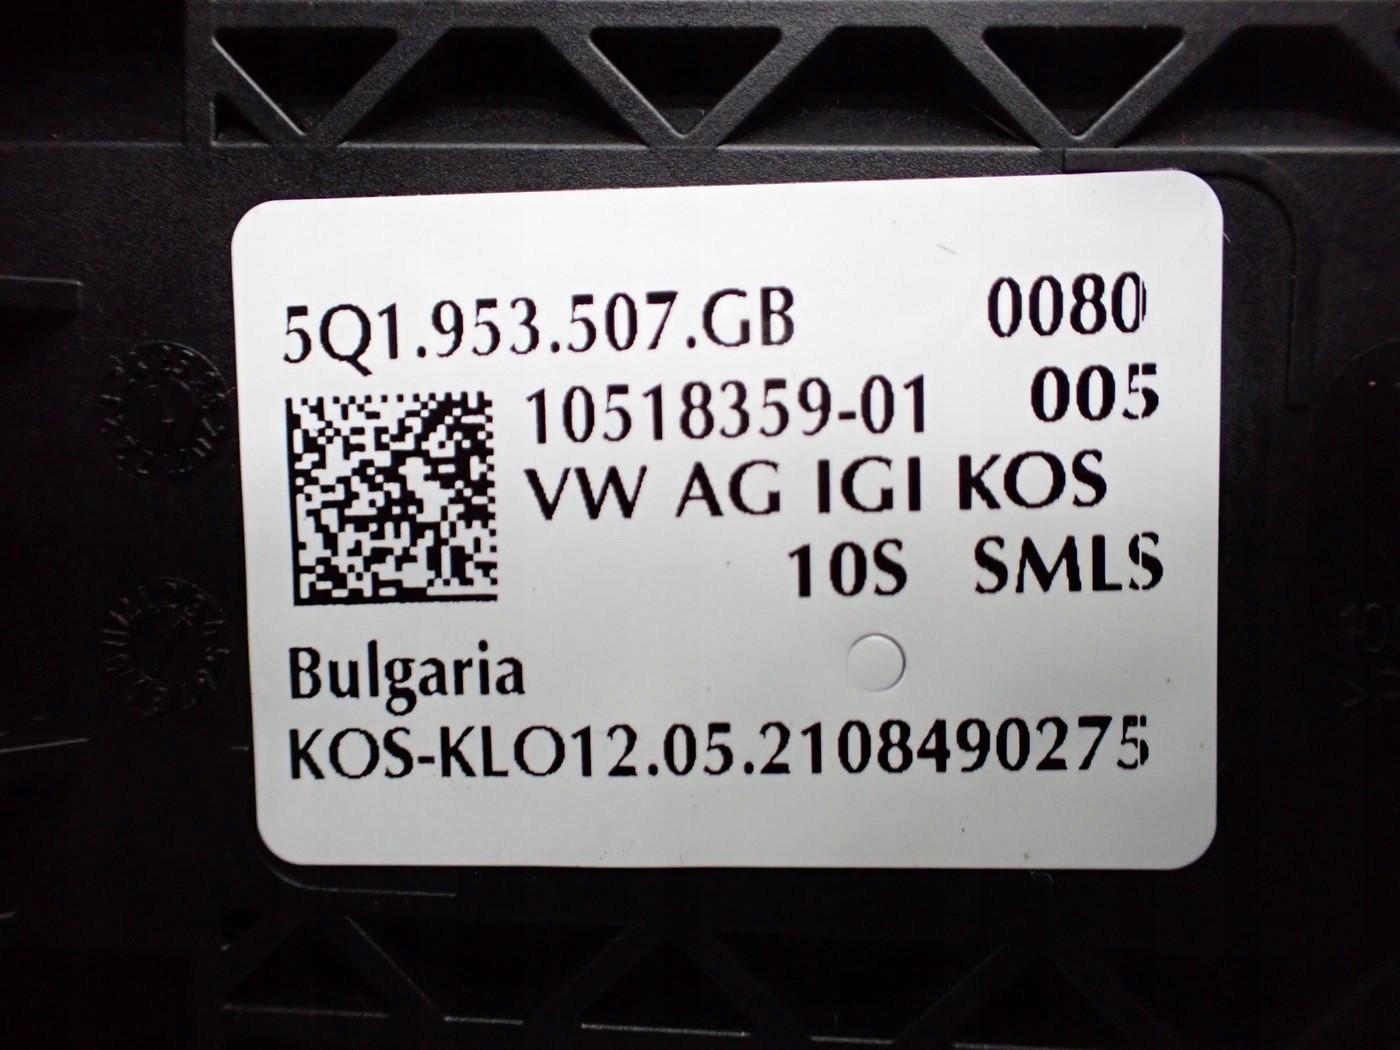 5Q1.953.507.GB 0080
10518359-01 005
VW AG IGI KOS
10S SMLS
Bulgaria
KOS-KLO12.05.2108490275